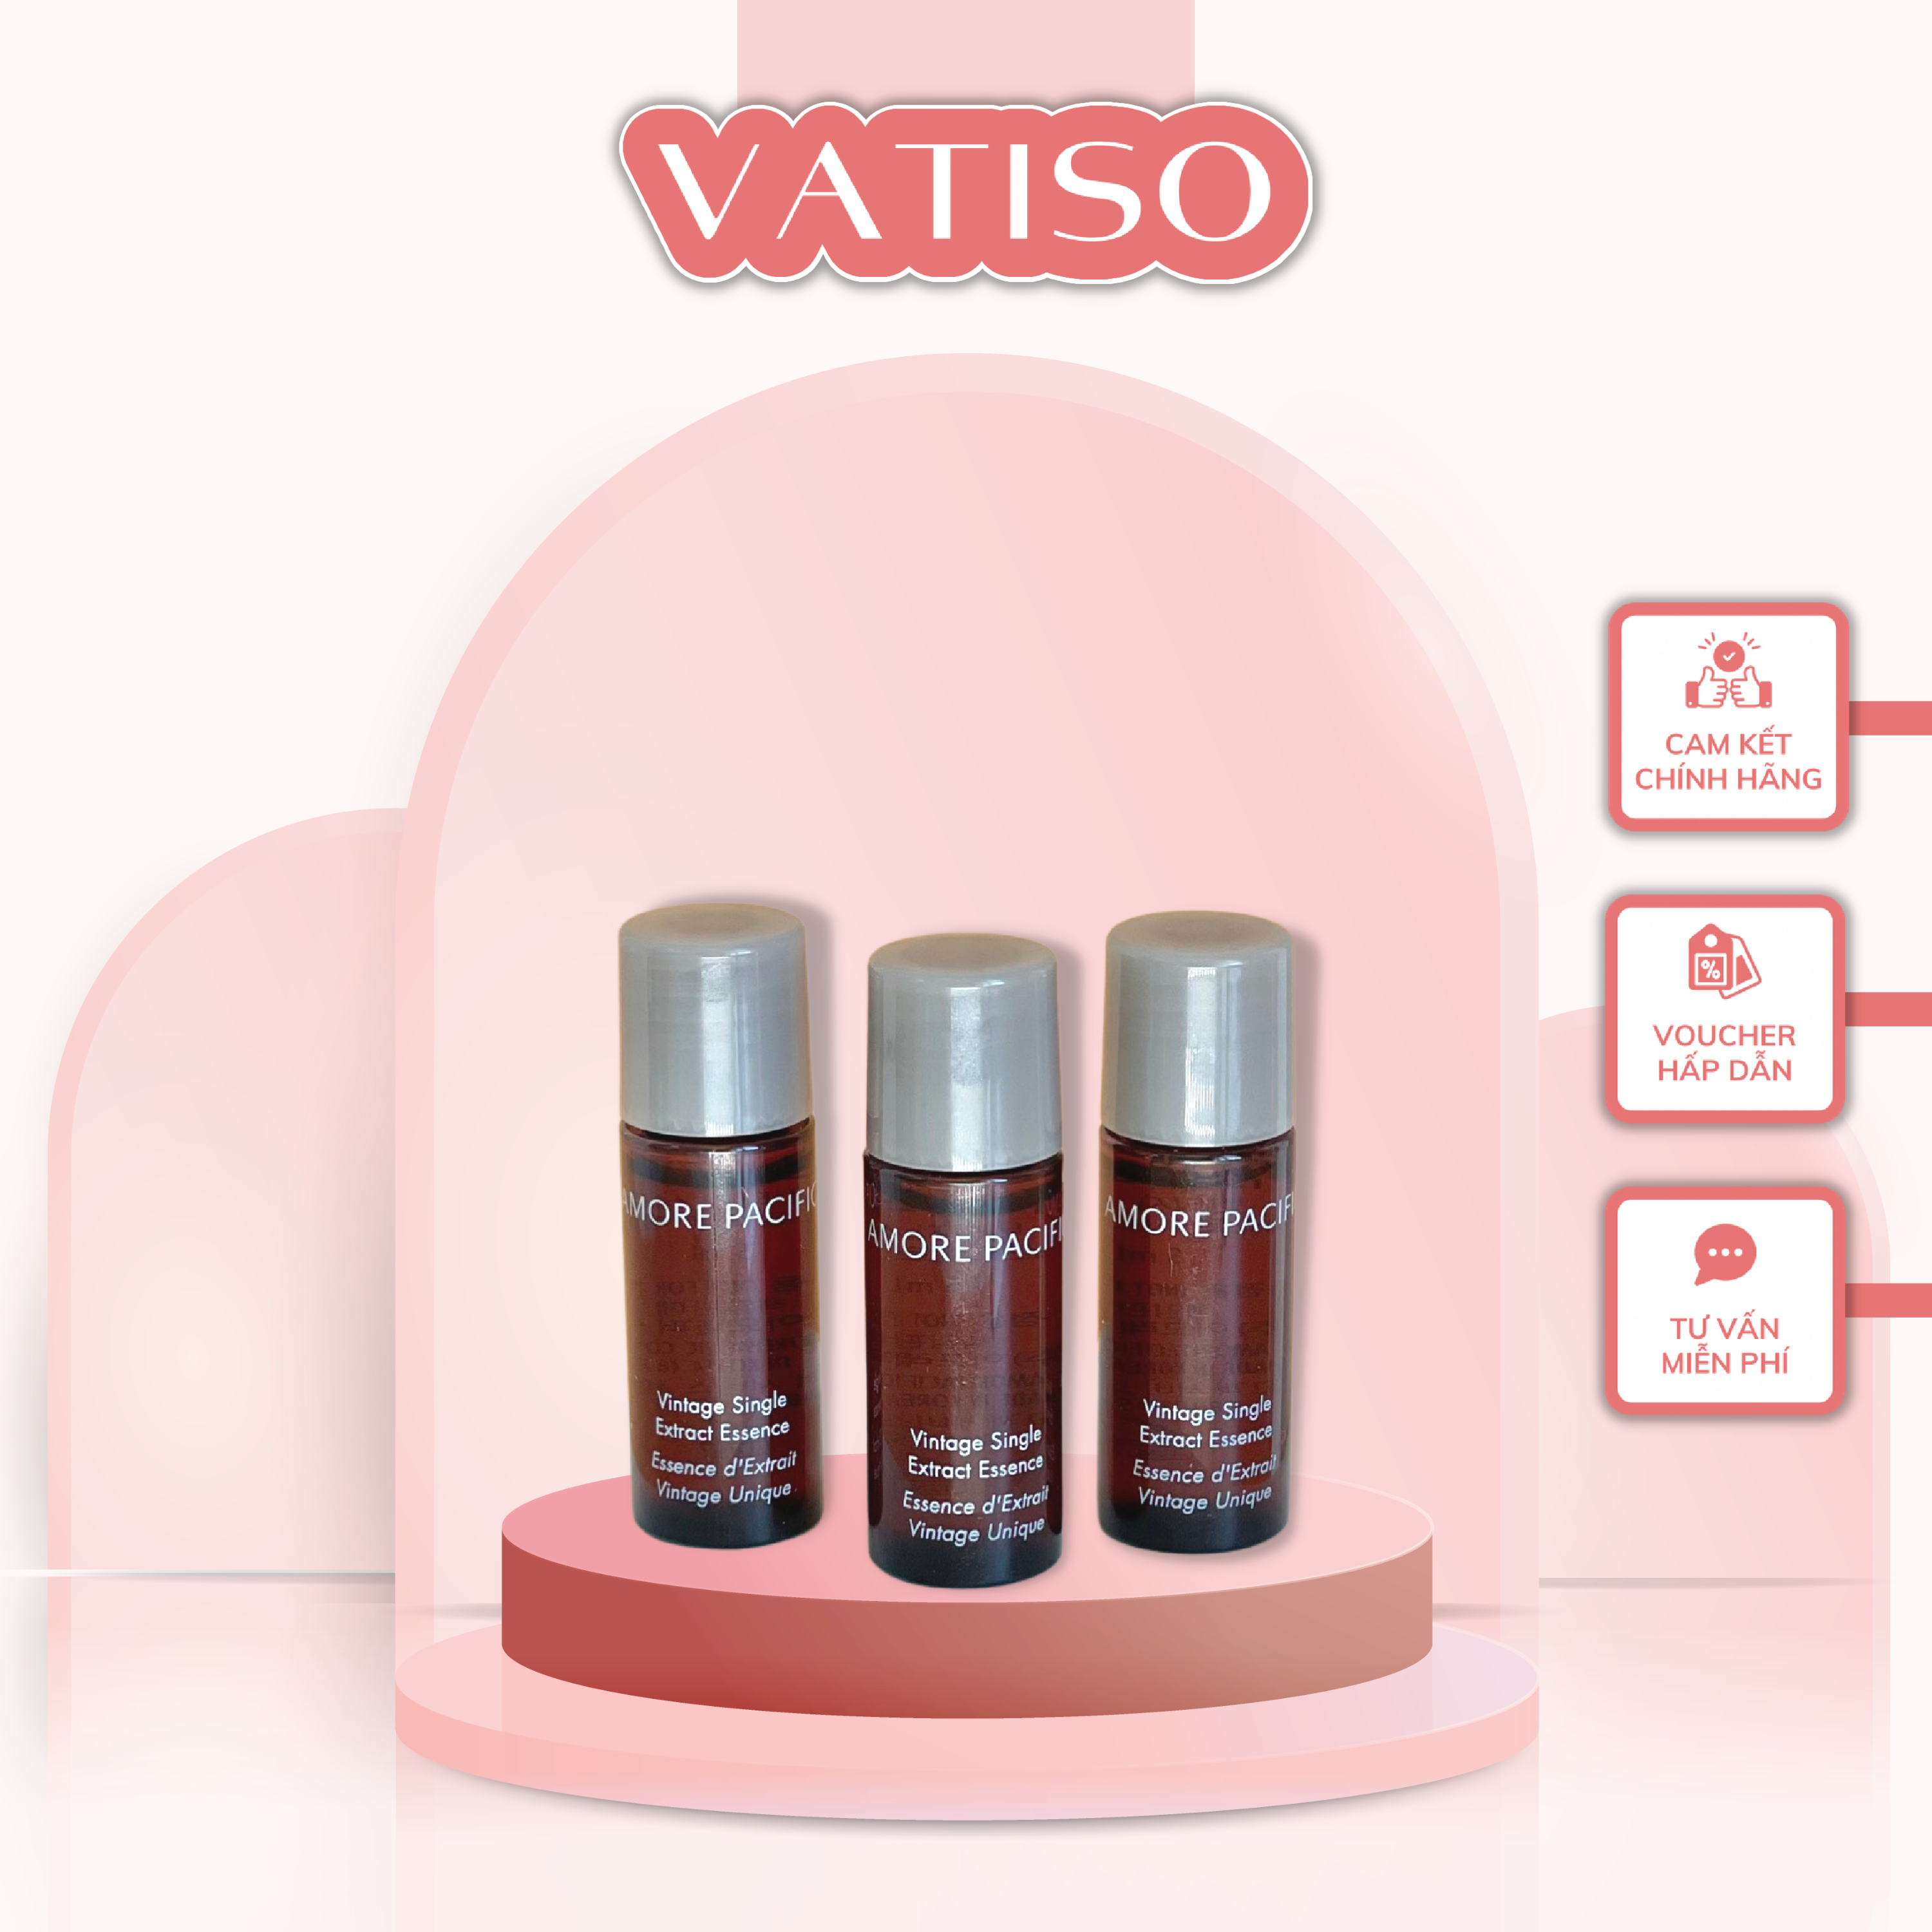 VATISO
CAM KẾT
CHÍNH HÃNG
VOUCHER
HẤP DẪN
TƯ VẤN
MIỄN PHÍ
AMORE PACIFIC
Vintage Single
Extract Essence
Essence d'Extrait
Vintage Unique
AMORE PACIFI
Vintage Single
Extract Essence
Essence d'Extrait
Vintage Unique
AMORE PACIFI
Vintage Single
Extract Essence
Essence d'Extrait
Vintage Unique